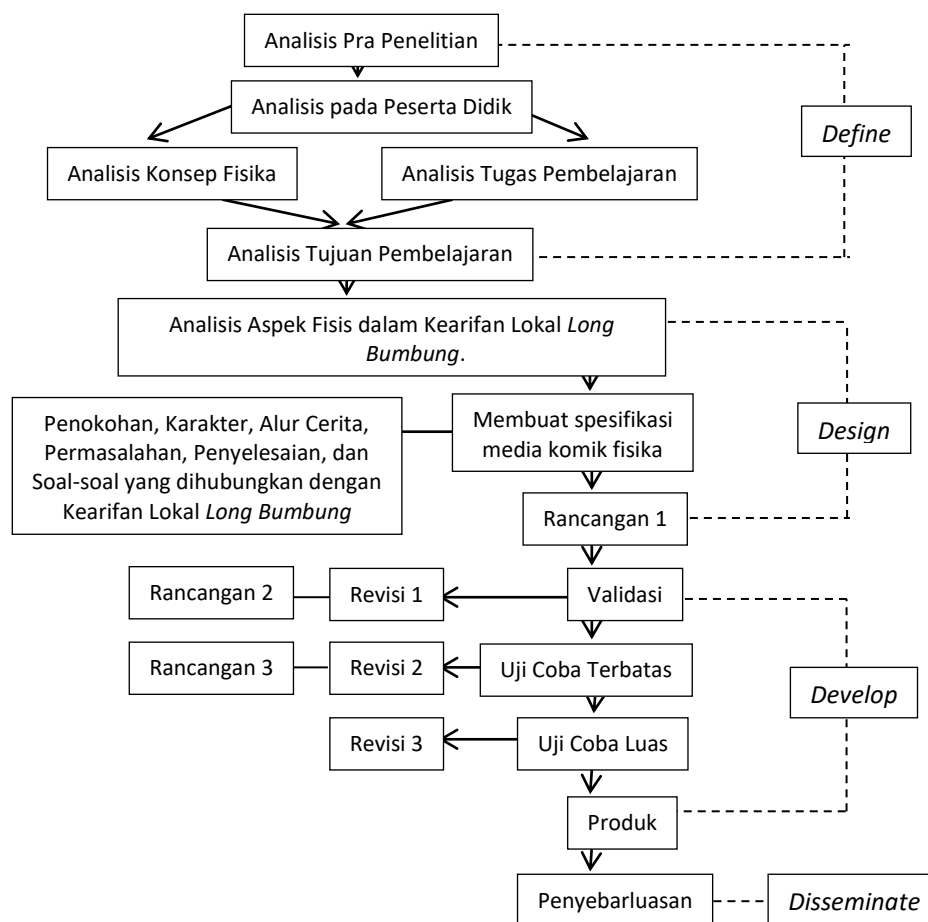 Analisis Pra Penelitian
Analisis pada Peserta Didik
Define
Analisis Konsep Fisika
Analisis Tugas Pembelajaran
Analisis Tujuan Pembelajaran
Analisis Aspek Fisis dalam Kearifan Lokal Long
Bumbung.
Penokohan, Karakter, Alur Cerita,
Permasalahan, Penyelesaian, dan
Soal-soal yang dihubungkan dengan
Kearifan Lokal Long Bumbung
Membuat spesifikasi
media komik fisika
Design
Rancangan 1
Rancangan 2
Revisi 1
Validasi
Rancangan 3
Revisi 2
Uji Coba Terbatas
Develop
Revisi 3
Uji Coba Luas
Produk
Penyebarluasan
Disseminate